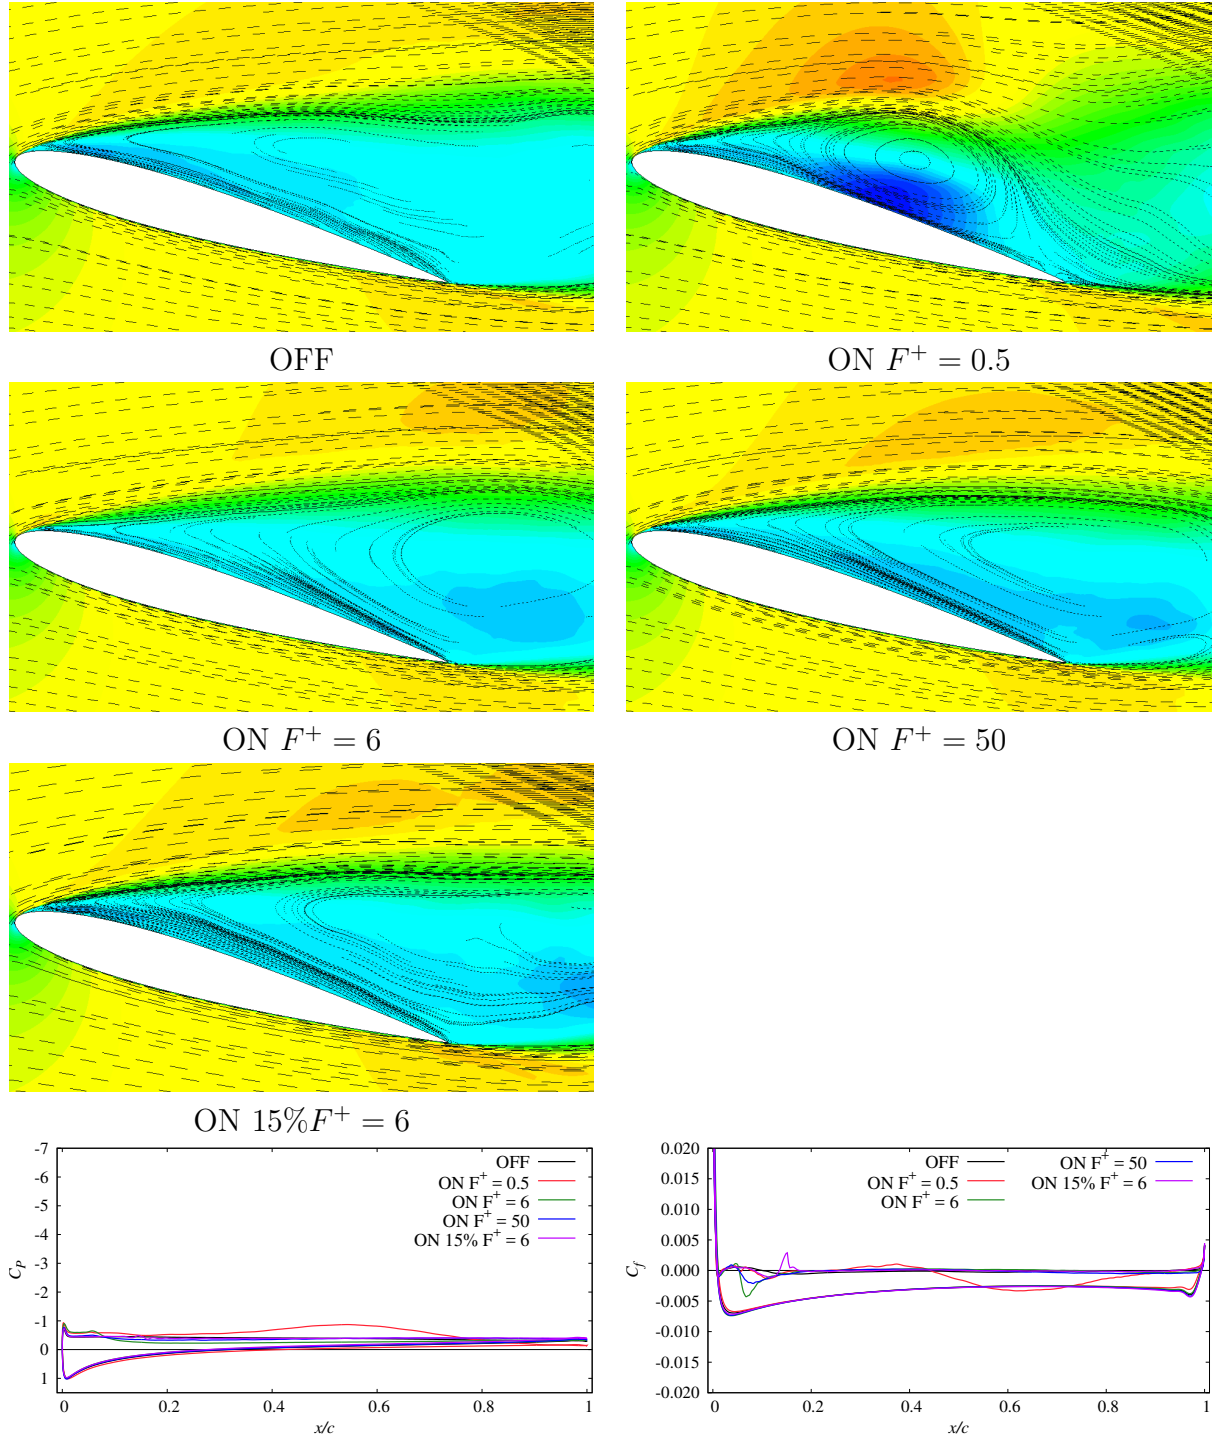 OFF
ON F⁺ = 0.5
ON F⁺ = 6
ON F⁺ = 50
ON 15%F⁺ = 6
-7
-6
-5
-4
-3
-2
-1
0
1
C_P
0
0.2
0.4
0.6
0.8
1
x/c
OFF
ON F⁺ = 0.5
ON F⁺ = 6
ON F⁺ = 50
ON 15% F⁺ = 6
0.020
0.015
0.010
0.005
0.000
-0.005
-0.010
-0.015
-0.020
C_f
0
0.2
0.4
0.6
0.8
1
x/c
OFF
ON F⁺ = 0.5
ON F⁺ = 6
ON F⁺ = 50
ON 15% F⁺ = 6